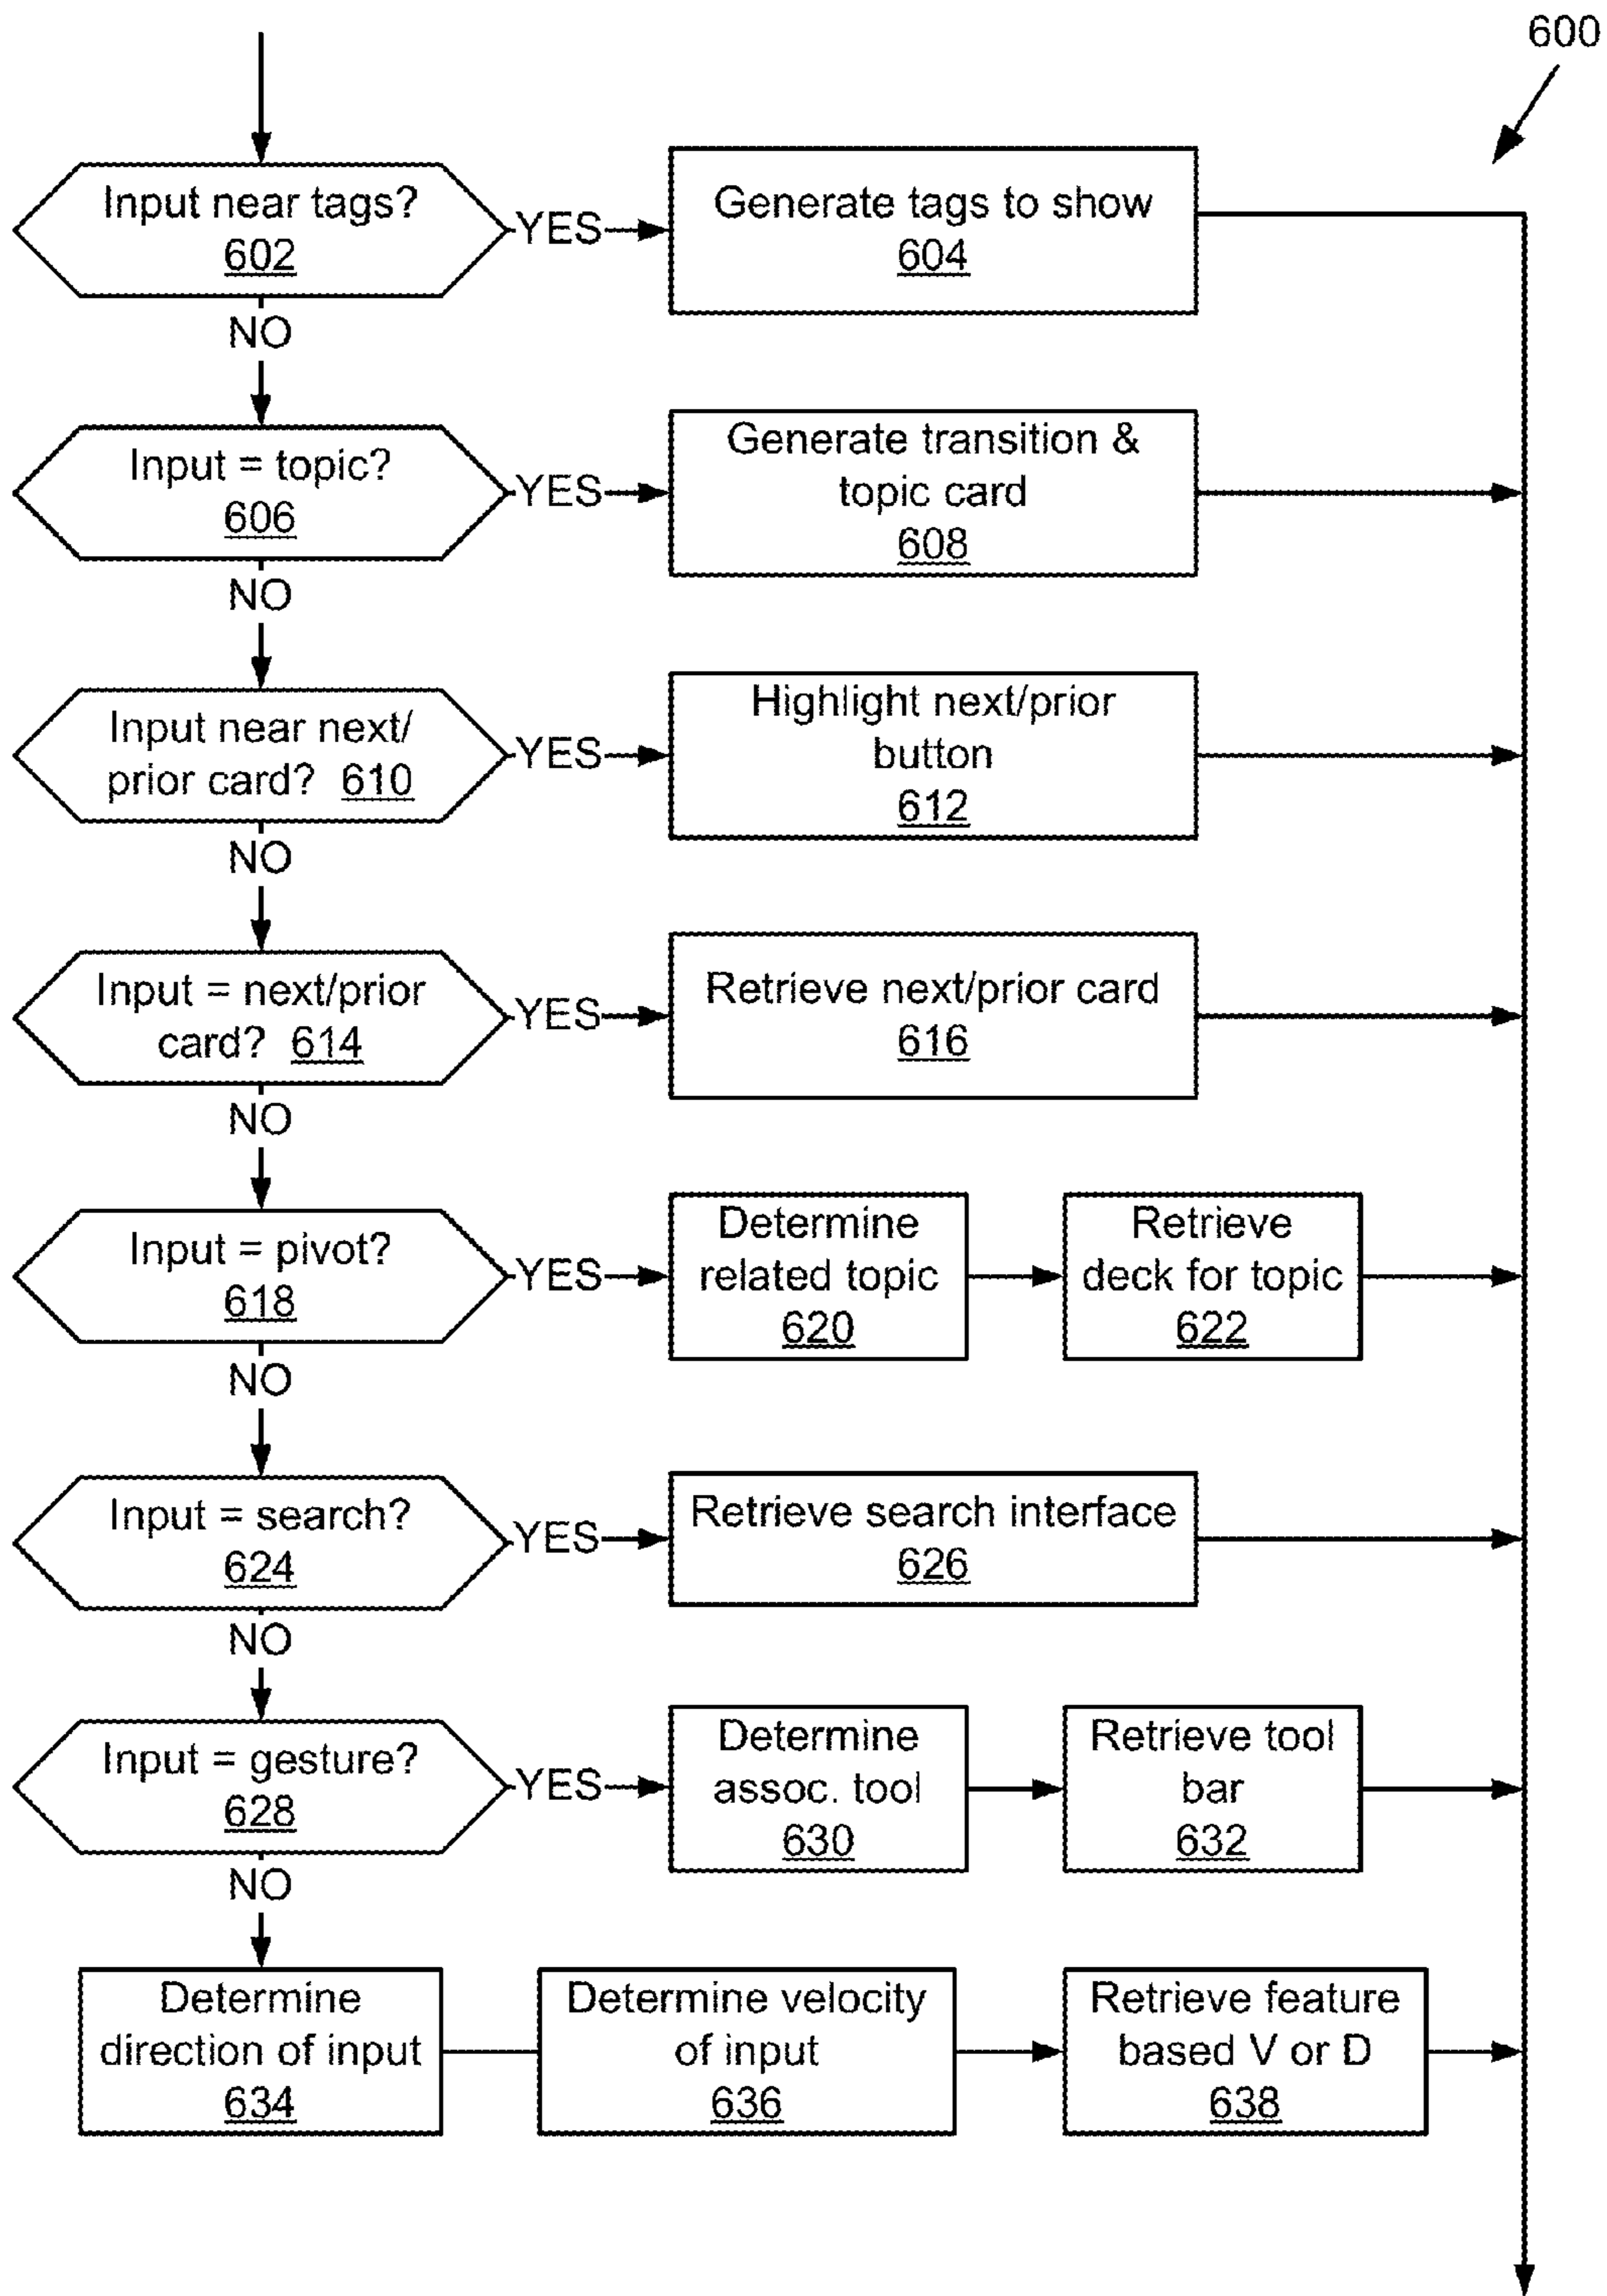 600
Input near tags?
602
YES
Generate tags to show
604
NO
Input = topic?
606
YES
Generate transition &
topic card
608
NO
Input near next/
prior card? 610
YES
Highlight next/prior
button
612
NO
Input = next/prior
card? 614
YES
Retrieve next/prior card
616
NO
Input = pivot?
618
YES
Determine
related topic
620
Retrieve
deck for topic
622
NO
Input = search?
624
YES
Retrieve search interface
626
NO
Input = gesture?
628
YES
Determine
assoc. tool
630
Retrieve tool
bar
632
NO
Determine
direction of input
634
Determine velocity
of input
636
Retrieve feature
based V or D
638